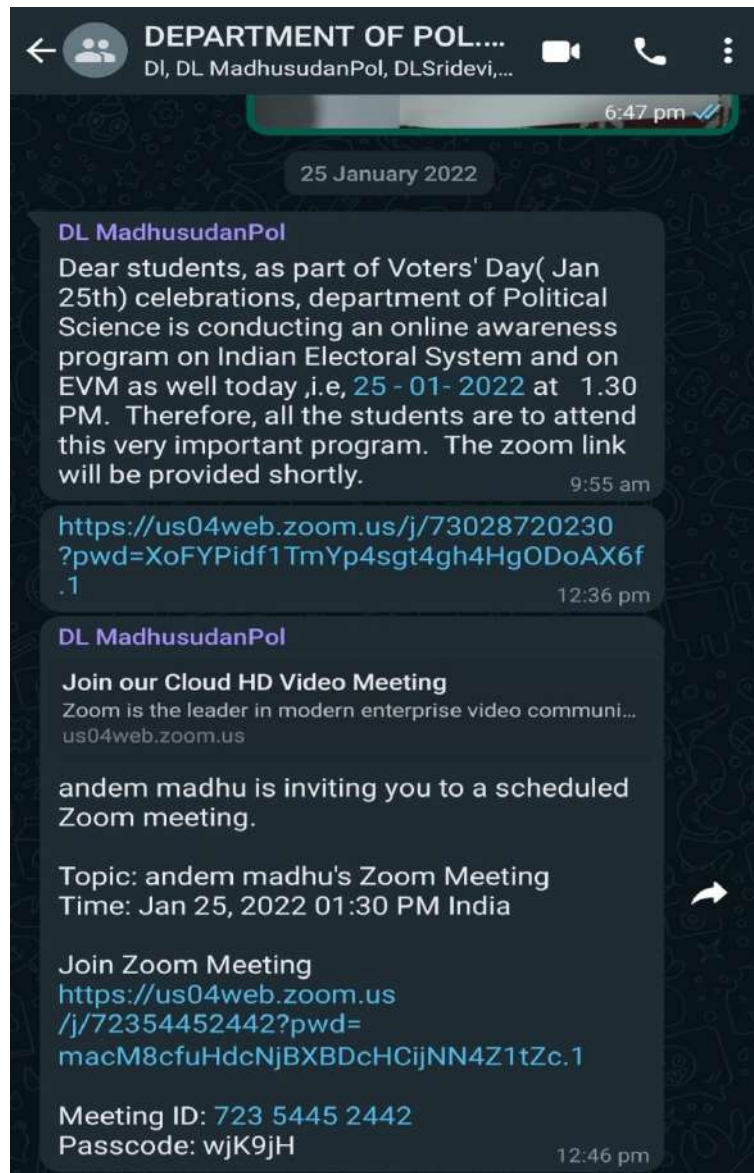 DEPARTMENT OF POL....
Dl, DL MadhusudanPol, DLSridevi,...
6:47 pm
25 January 2022
DL MadhusudanPol
Dear students, as part of Voters' Day( Jan
25th) celebrations, department of Political
Science is conducting an online awareness
program on Indian Electoral System and on
EVM as well today ,i.e, 25 - 01- 2022 at 1.30
PM. Therefore, all the students are to attend
this very important program. The zoom link
will be provided shortly.
9:55 am
https://us04web.zoom.us/j/73028720230
?pwd=XoFYPidf1TmYp4sgt4gh4HgODoAX6f
.1
12:36 pm
DL MadhusudanPol
Join our Cloud HD Video Meeting
Zoom is the leader in modern enterprise video communi...
us04web.zoom.us
andem madhu is inviting you to a scheduled
Zoom meeting.
Topic: andem madhu's Zoom Meeting
Time: Jan 25, 2022 01:30 PM India
Join Zoom Meeting
https://us04web.zoom.us
/j/72354452442?pwd=
macM8cfuHdcNjBXBDcHCijNN4Z1tZc.1
Meeting ID: 723 5445 2442
Passcode: wjK9jH
12:46 pm